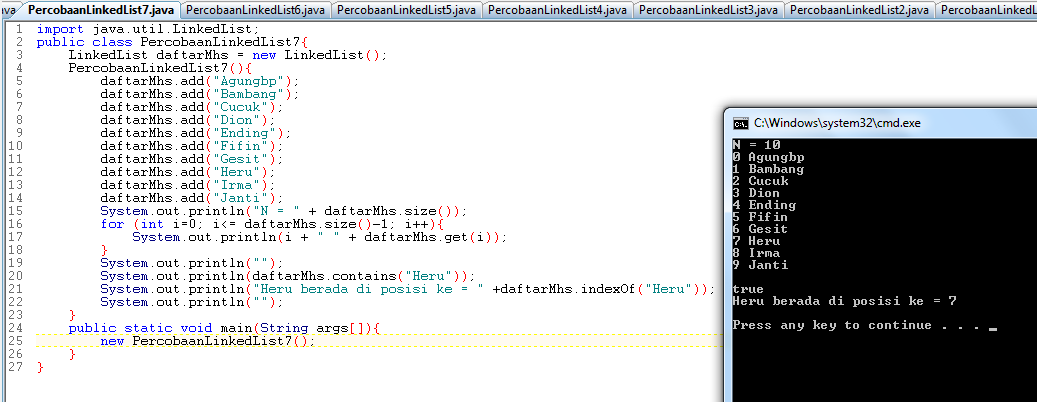 va PercobaanLinkedList7.java PercobaanLinkedList6.java PercobaanLinkedList5.java PercobaanLinkedList4.java PercobaanLinkedList3.java PercobaanLinkedList2.java PercobaanLinkedL
1 import java.util.LinkedList;
2 public class PercobaanLinkedList7{
3 LinkedList daftarMhs = new LinkedList();
4 PercobaanLinkedList7(){
5 daftarMhs.add("Agungbp");
6 daftarMhs.add("Bambang");
7 daftarMhs.add("Cucuk");
8 daftarMhs.add("Dion");
9 daftarMhs.add("Ending");
10 daftarMhs.add("Fifin");
11 daftarMhs.add("Gesit");
12 daftarMhs.add("Heru");
13 daftarMhs.add("Irma");
14 daftarMhs.add("Janti");
15 System.out.println("N = " + daftarMhs.size());
16 for (int i=0; i<= daftarMhs.size()-1; i++){
17 System.out.println(i + " " + daftarMhs.get(i));
18 }
19 System.out.println("");
20 System.out.println(daftarMhs.contains("Heru"));
21 System.out.println("Heru berada di posisi ke = " +daftarMhs.indexOf("Heru"));
22 System.out.println("");
23 }
24 public static void main(String args[]){
25 new PercobaanLinkedList7();
26 }
27 }
C:\Windows\system32\cmd.exe
N = 10
0 Agungbp
1 Bambang
2 Cucuk
3 Dion
4 Ending
5 Fifin
6 Gesit
7 Heru
8 Irma
9 Janti
true
Heru berada di posisi ke = 7
Press any key to continue . . . _